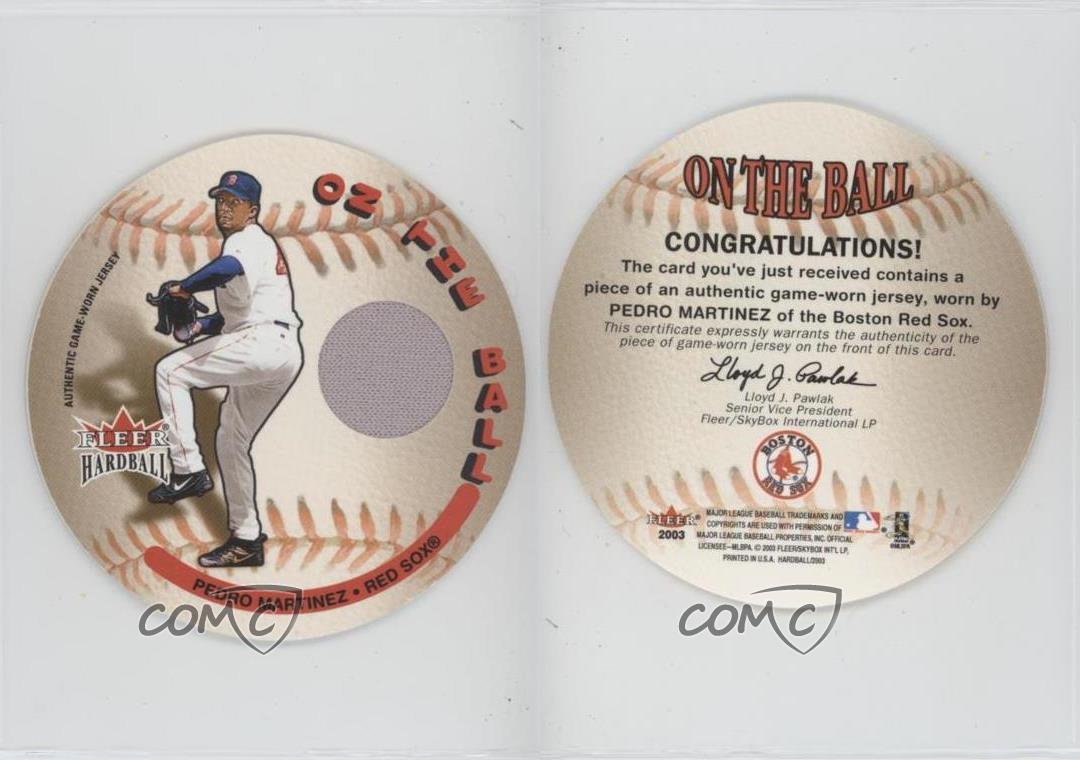 ON THE BALL
AUTHENTIC GAME-WORN JERSEY
FLEER®
HARDBALL
PEDRO MARTINEZ • RED SOX®
COMC
ON THE BALL
CONGRATULATIONS!
The card you've just received contains a
piece of an authentic game-worn jersey, worn by
PEDRO MARTINEZ of the Boston Red Sox.
This certificate expressly warrants the authenticity of the
piece of game-worn jersey on the front of this card.
Lloyd J. Pawlak
Lloyd J. Pawlak
Senior Vice President
Fleer/SkyBox International LP
BOSTON
RED SOX
FLEER®
2003
MAJOR LEAGUE BASEBALL TRADEMARKS AND
COPYRIGHTS ARE USED WITH PERMISSION OF
MAJOR LEAGUE BASEBALL PROPERTIES, INC. OFFICIAL
LICENSEE—MLBPA. © 2003 FLEER/SKYBOX INT'L LP,
PRINTED IN U.S.A. HARDBALL/2003
©MLBPA
COMC